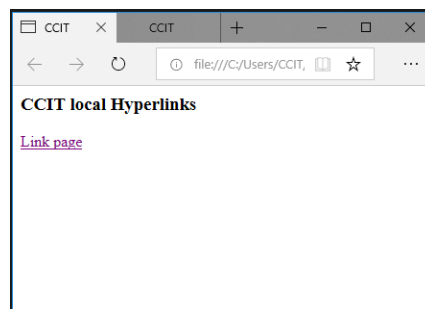 CCIT CCIT
file:///C:/Users/CCIT,
CCIT local Hyperlinks
Link page